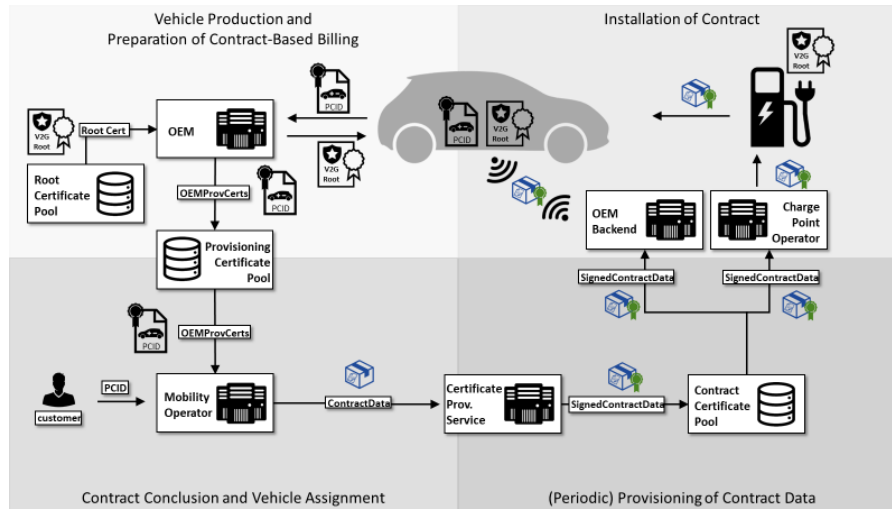 Vehicle Production and
Preparation of Contract-Based Billing
Installation of Contract
PCID
V2G
Root
Root Cert
OEM
V2G
Root
PCID
V2G
Root
V2G
Root
Root
Certificate
Pool
OEMProvCerts
PCID
OEM
Backend
Charge
Point
Operator
Provisioning
Certificate
Pool
SignedContractData
SignedContractData
OEMProvCerts
PCID
customer
PCID
Mobility
Operator
ContractData
Certificate
Prov.
Service
SignedContractData
Contract
Certificate
Pool
Contract Conclusion and Vehicle Assignment
(Periodic) Provisioning of Contract Data